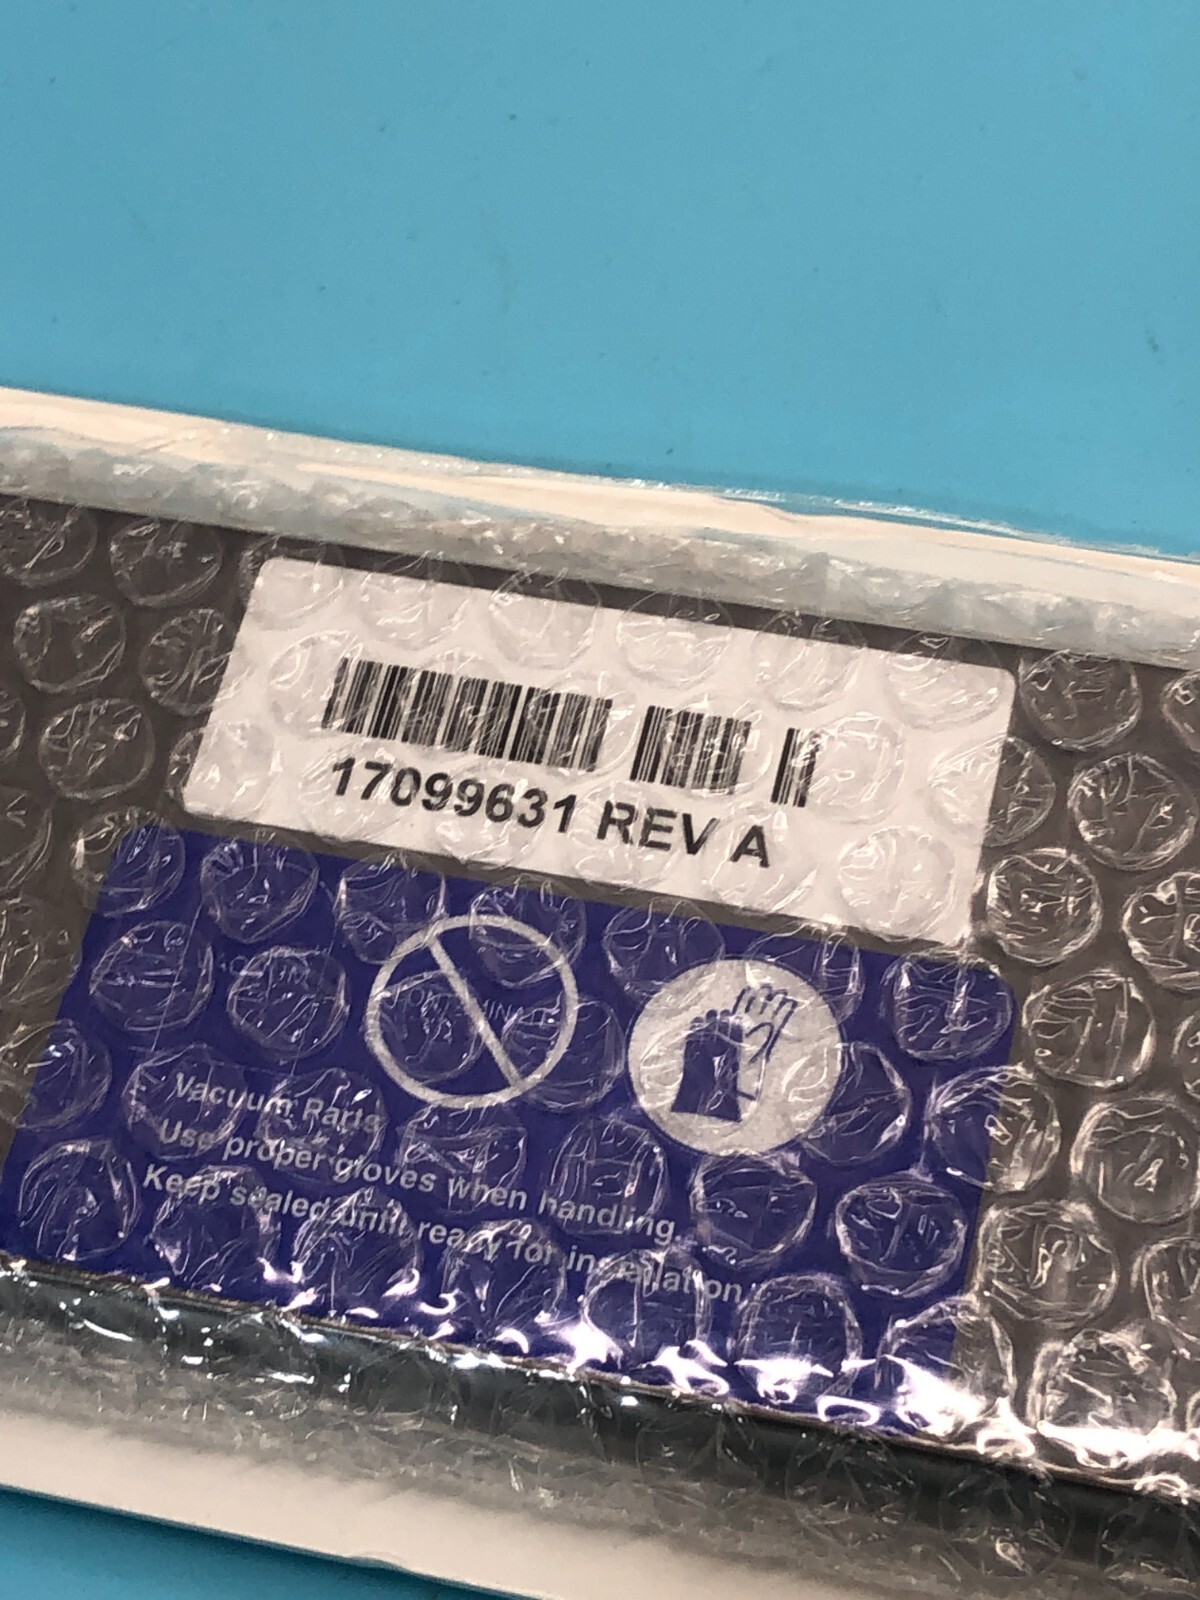 17099631 REV A
Vacuum Parts
Use proper gloves when handling.
Keep sealed until ready for installation.